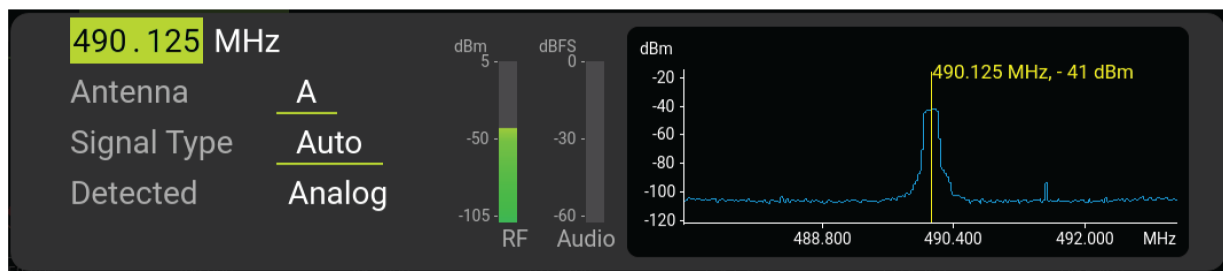 490.125 MHz
Antenna A
Signal Type Auto
Detected Analog
dBm
5
-50
-105
RF
dBFS
0
-30
-60
Audio
dBm
490.125 MHz, - 41 dBm
-20
-40
-60
-80
-100
-120
488.800 490.400 492.000 MHz